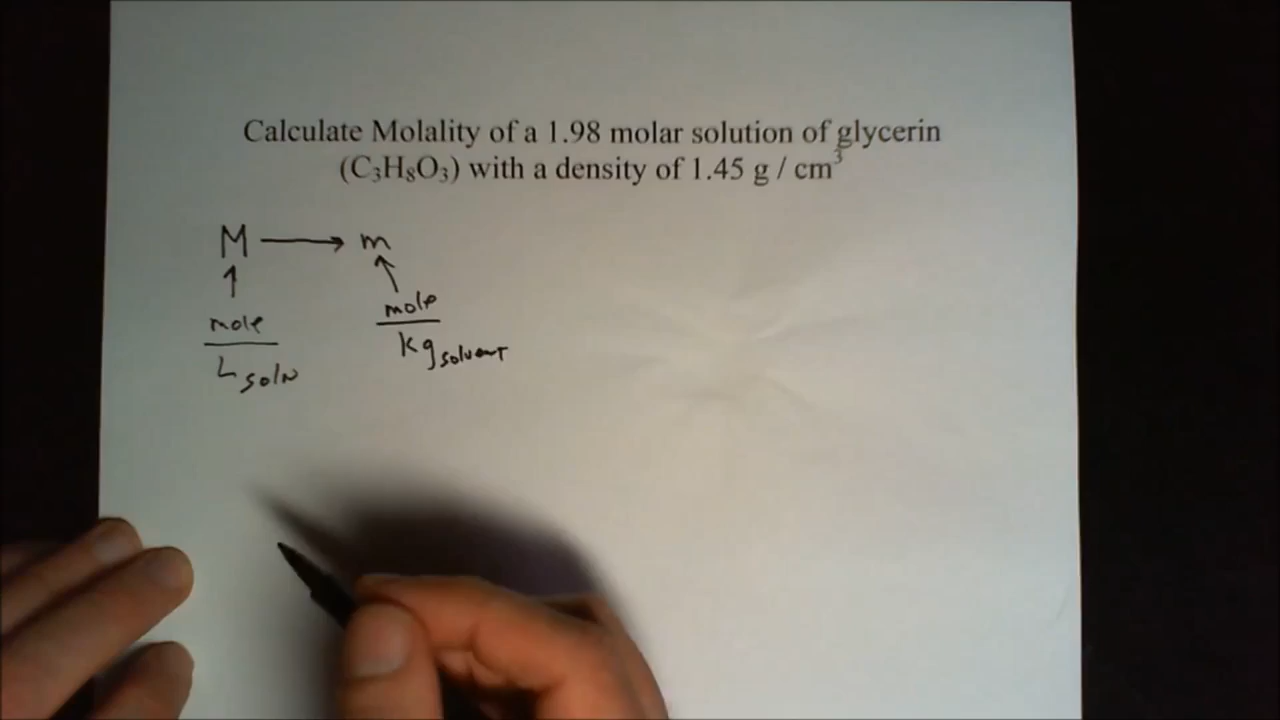 Calculate Molality of a 1.98 molar solution of glycerin
(C₃H₈O₃) with a density of 1.45 g / cm³
M → m
↑ ↖
mole
L soln
mole
kg solvent